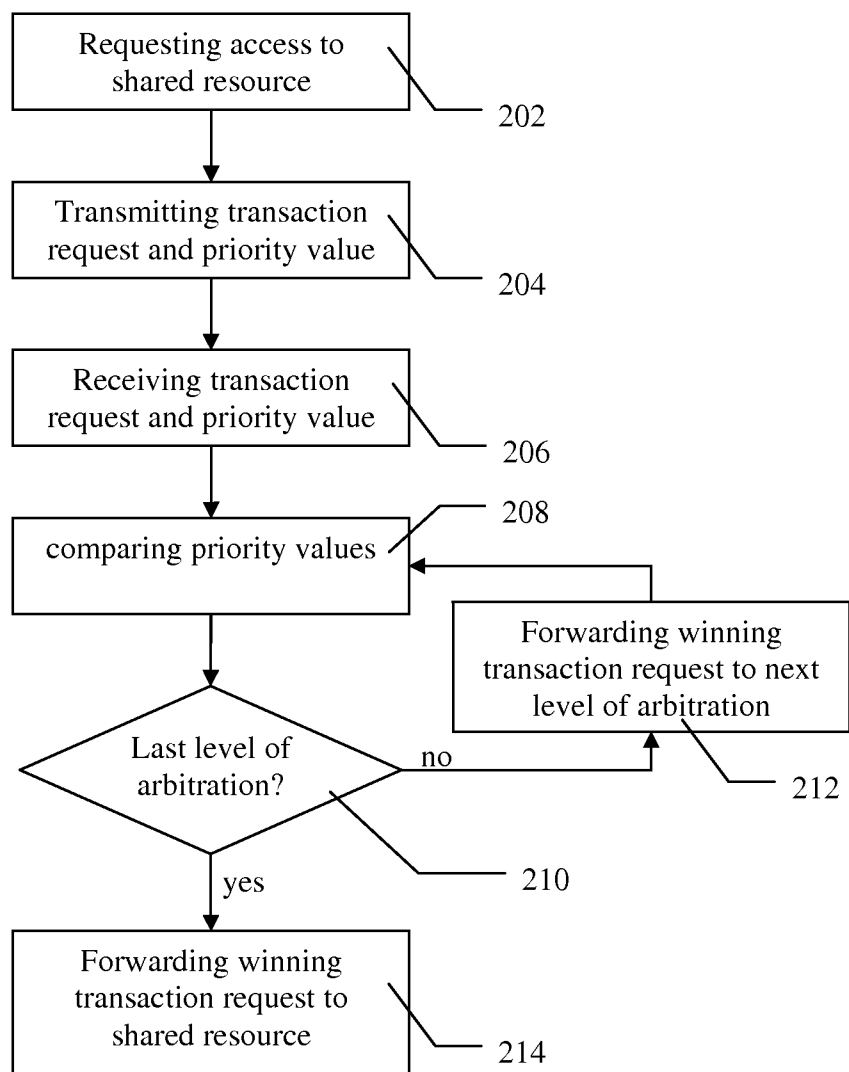 Requesting access to
shared resource
202
Transmitting transaction
request and priority value
204
Receiving transaction
request and priority value
206
comparing priority values
208
Forwarding winning
transaction request to next
level of arbitration
212
Last level of
arbitration?
no
210
yes
Forwarding winning
transaction request to
shared resource
214